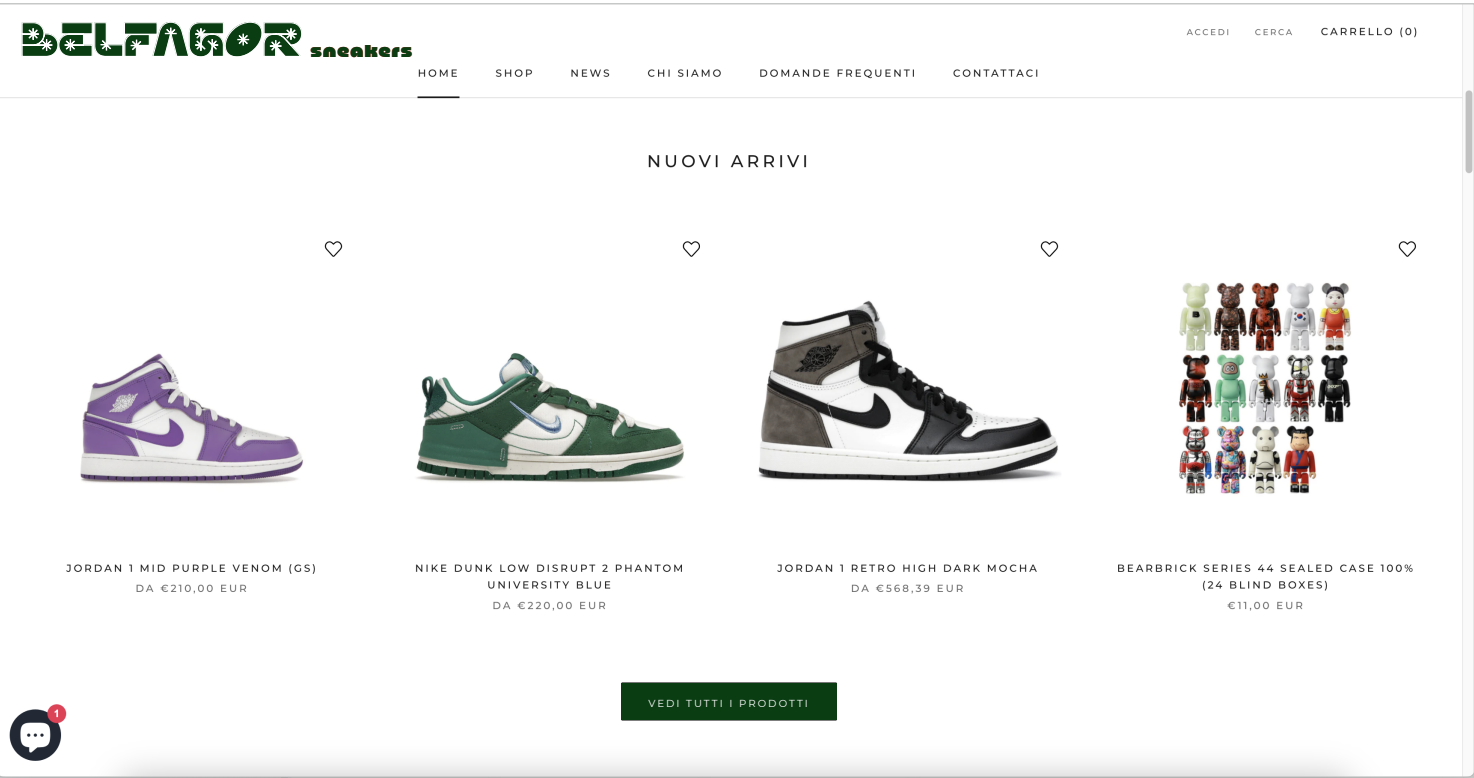 BELFAGOR sneakers
ACCEDI CERCA CARRELLO (0)
HOME SHOP NEWS CHI SIAMO DOMANDE FREQUENTI CONTATTACI
NUOVI ARRIVI
JORDAN 1 MID PURPLE VENOM (GS)
DA €210,00 EUR
NIKE DUNK LOW DISRUPT 2 PHANTOM
UNIVERSITY BLUE
DA €220,00 EUR
JORDAN 1 RETRO HIGH DARK MOCHA
DA €568,39 EUR
BEARBRICK SERIES 44 SEALED CASE 100%
(24 BLIND BOXES)
€11,00 EUR
VEDI TUTTI I PRODOTTI
1